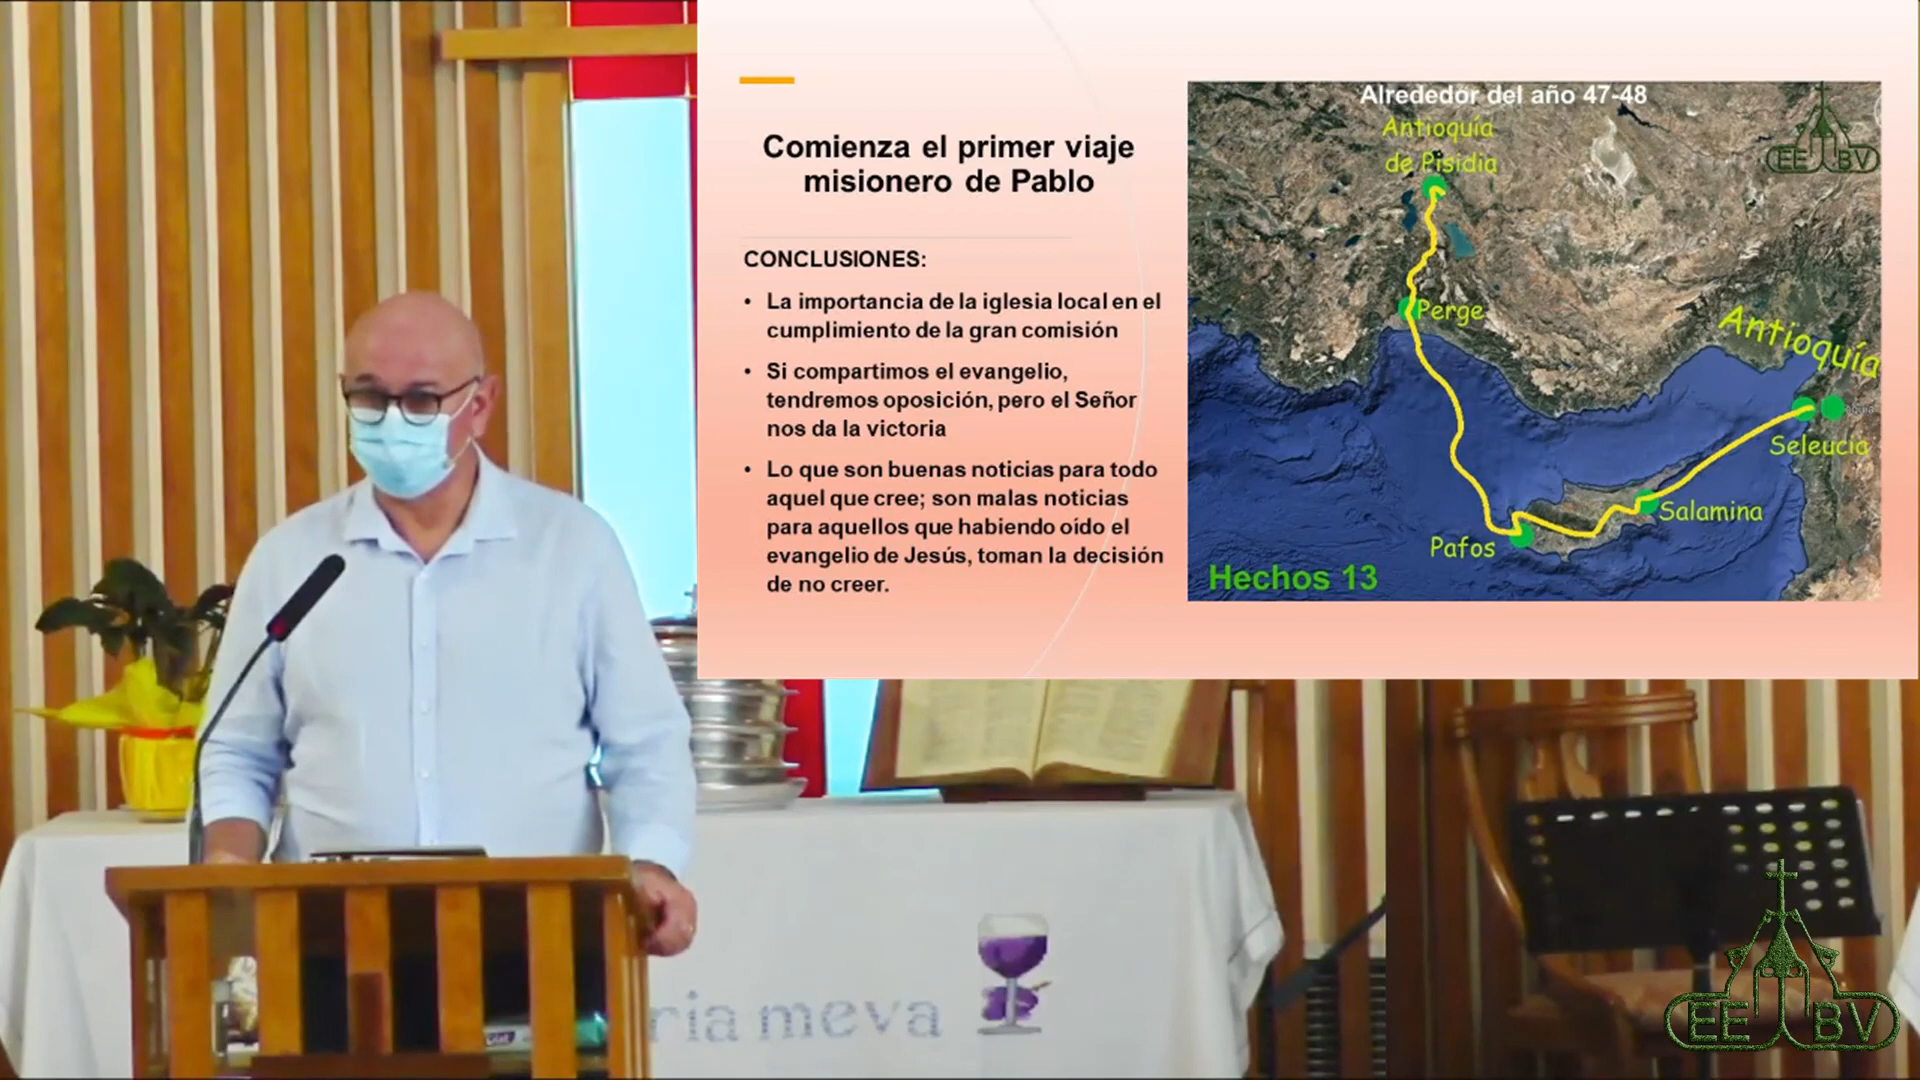 Comienza el primer viaje
misionero de Pablo
CONCLUSIONES:
• La importancia de la iglesia local en el
cumplimiento de la gran comisión
• Si compartimos el evangelio,
tendremos oposición, pero el Señor
nos da la victoria
• Lo que son buenas noticias para todo
aquel que cree; son malas noticias
para aquellos que habiendo oído el
evangelio de Jesús, toman la decisión
de no creer.
Alrededor del año 47-48
Antioquía
de Pisidia
EE BV
Perge
Antioquía
Seleucia
Salamina
Pafos
Hechos 13
ria meva
EE BV